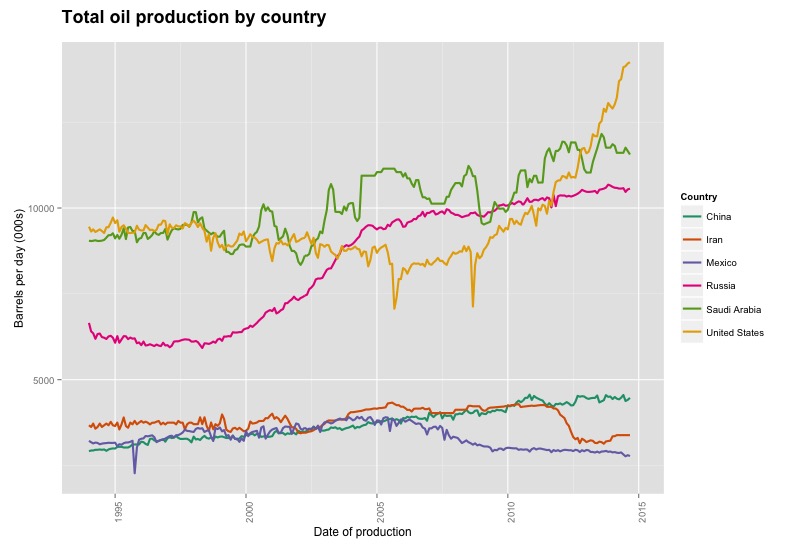 Total oil production by country
Barrels per day (000s)
10000
5000
1995
2000
2005
2010
2015
Date of production
Country
China
Iran
Mexico
Russia
Saudi Arabia
United States